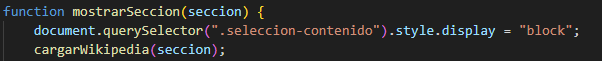 function mostrarSeccion(seccion) {
    document.querySelector(".seleccion-contenido").style.display = "block";
    cargarWikipedia(seccion);